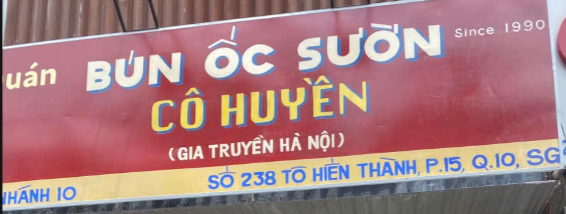 uán BÚN ỐC SƯỜN Since 1990
CÔ HUYỀN
(GIA TRUYỀN HÀ NỘI)
NHÁNH 10 SỐ 238 TÔ HIẾN THÀNH, P.15, Q.10, SG